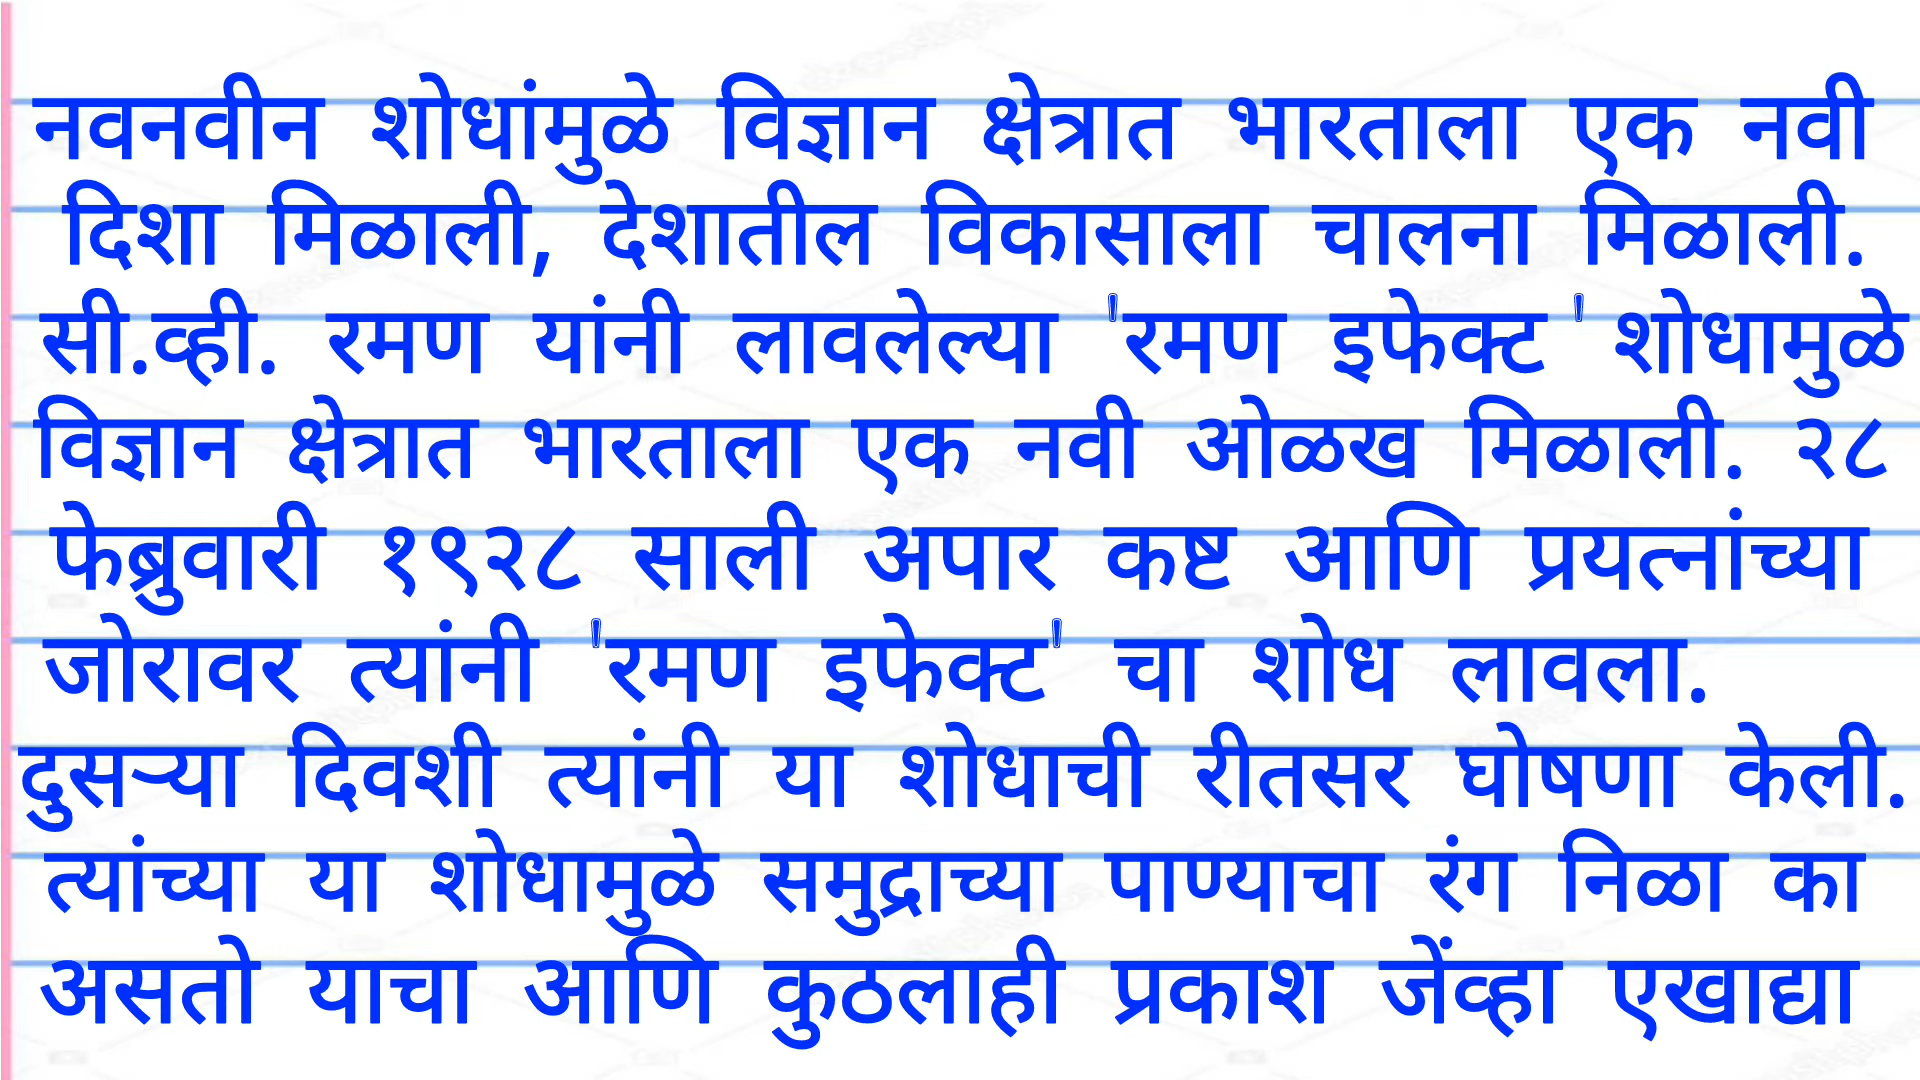 नवनवीन शोधांमुळे विज्ञान क्षेत्रात भारताला एक नवी
दिशा मिळाली, देशातील विकासाला चालना मिळाली.
सी.व्ही. रमण यांनी लावलेल्या 'रमण इफेक्ट ' शोधामुळे
विज्ञान क्षेत्रात भारताला एक नवी ओळख मिळाली. २८
फेब्रुवारी १९२८ साली अपार कष्ट आणि प्रयत्नांच्या
जोरावर त्यांनी 'रमण इफेक्ट' चा शोध लावला.
दुसऱ्या दिवशी त्यांनी या शोधाची रीतसर घोषणा केली.
त्यांच्या या शोधामुळे समुद्राच्या पाण्याचा रंग निळा का
असतो याचा आणि कुठलाही प्रकाश जेंव्हा एखाद्या